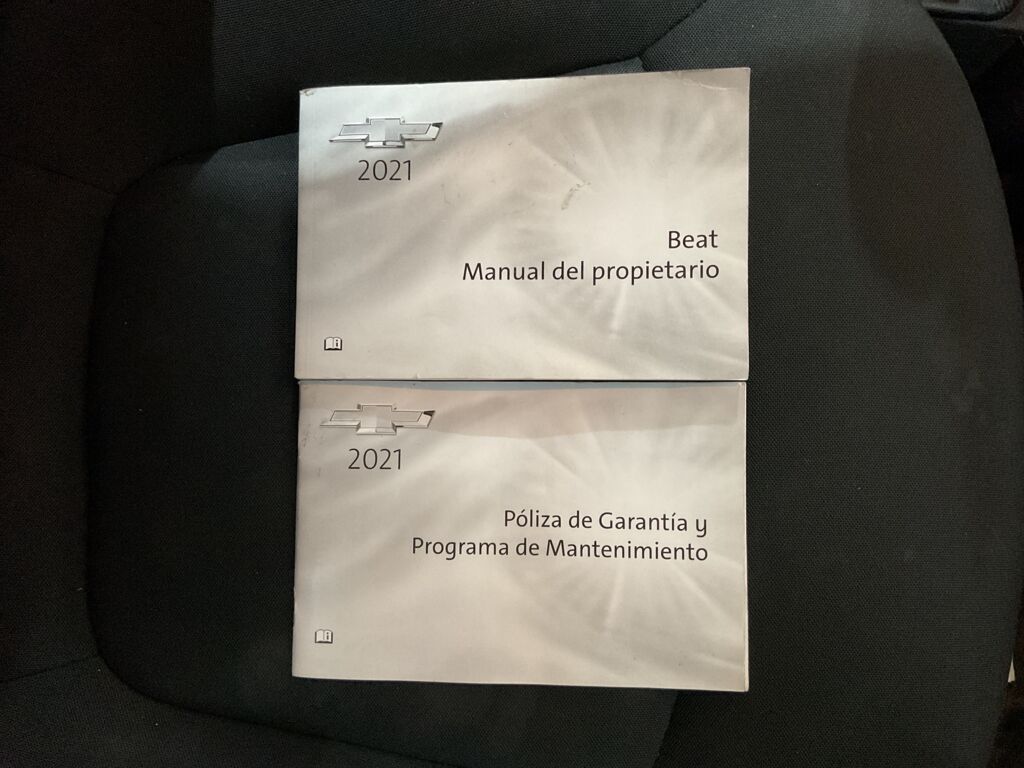 2021
Beat
Manual del propietario
2021
Póliza de Garantía y
Programa de Mantenimiento